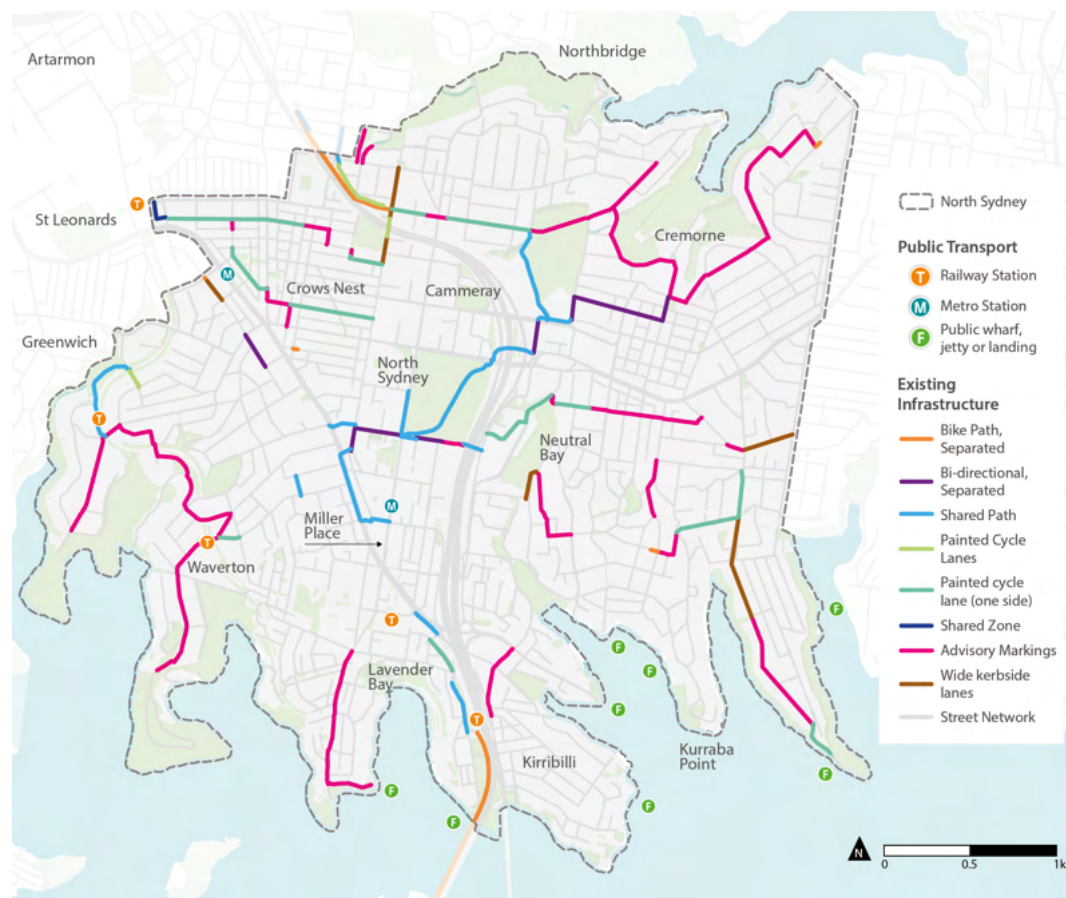 Artarmon
Northbridge
St Leonards
T
M
Crows Nest
Cammeray
Cremorne
Greenwich
North
Sydney
T
Neutral
Bay
M
Miller
Place
T
Waverton
T
Lavender
Bay
T
Kirribilli
Kurraba
Point
F
F
F
F
F
F
F
F
North Sydney
Public Transport
T Railway Station
M Metro Station
F Public wharf,
jetty or landing
Existing
Infrastructure
Bike Path,
Separated
Bi-directional,
Separated
Shared Path
Painted Cycle
Lanes
Painted cycle
lane (one side)
Shared Zone
Advisory Markings
Wide kerbside
lanes
Street Network
N
0 0.5 1k